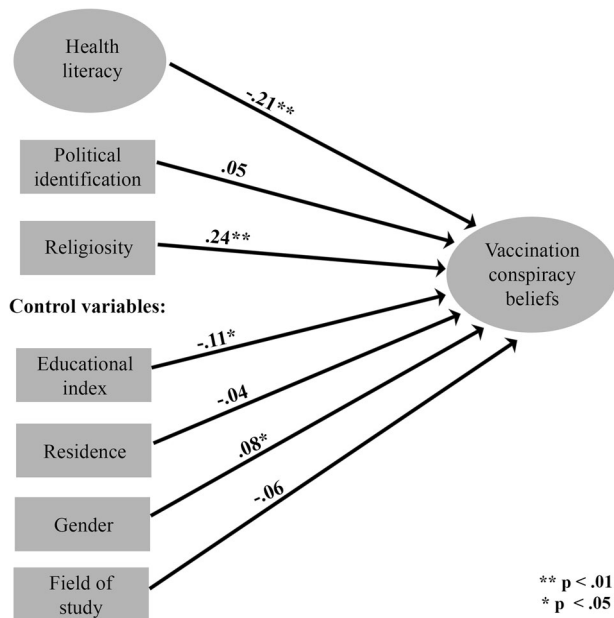 Health
literacy
-.21**
Political
identification
.05
Religiosity
.24**
Vaccination
conspiracy
beliefs
Control variables:
Educational
index
-.11*
Residence
-.04
Gender
.08*
Field of
study
-.06
** p < .01
* p < .05